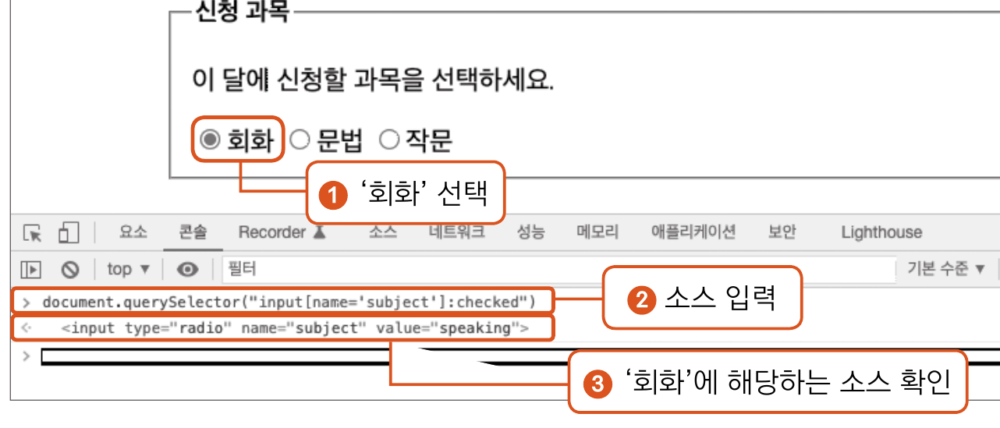 신청 과목
이 달에 신청할 과목을 선택하세요.
회화 문법 작문
1 ‘회화’ 선택
요소 콘솔 Recorder 소스 네트워크 성능 메모리 애플리케이션 보안 Lighthouse
top ▼ 필터 기본 수준 ▼
> document.querySelector("input[name='subject']:checked")
2 소스 입력
<· <input type="radio" name="subject" value="speaking">
>
3 ‘회화’에 해당하는 소스 확인